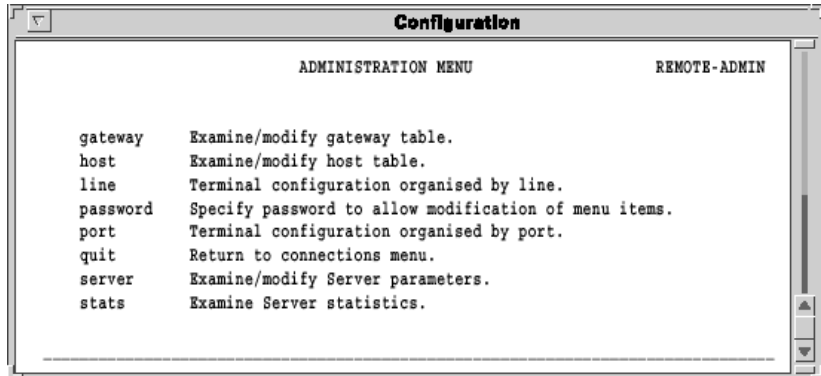 Configuration
ADMINISTRATION MENU REMOTE-ADMIN
gateway Examine/modify gateway table.
host Examine/modify host table.
line Terminal configuration organised by line.
password Specify password to allow modification of menu items.
port Terminal configuration organised by port.
quit Return to connections menu.
server Examine/modify Server parameters.
stats Examine Server statistics.